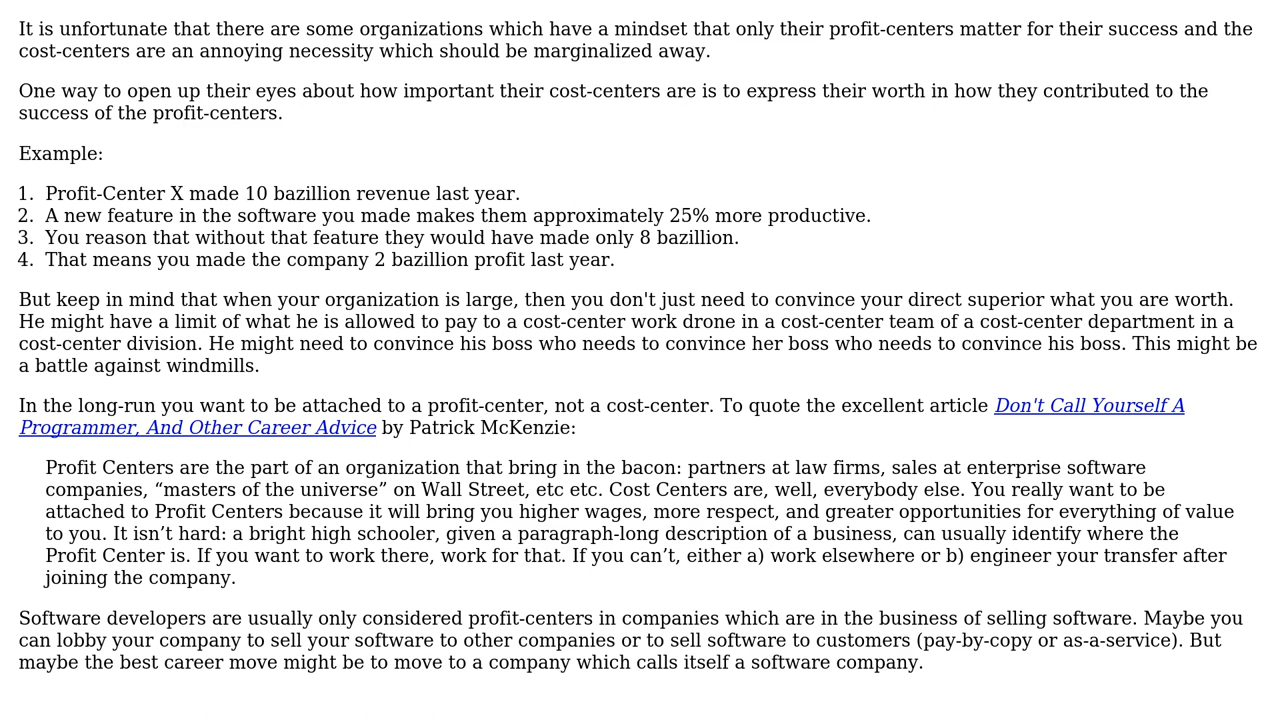 It is unfortunate that there are some organizations which have a mindset that only their profit-centers matter for their success and the
cost-centers are an annoying necessity which should be marginalized away.
One way to open up their eyes about how important their cost-centers are is to express their worth in how they contributed to the
success of the profit-centers.
Example:
1. Profit-Center X made 10 bazillion revenue last year.
2. A new feature in the software you made makes them approximately 25% more productive.
3. You reason that without that feature they would have made only 8 bazillion.
4. That means you made the company 2 bazillion profit last year.
But keep in mind that when your organization is large, then you don't just need to convince your direct superior what you are worth.
He might have a limit of what he is allowed to pay to a cost-center work drone in a cost-center team of a cost-center department in a
cost-center division. He might need to convince his boss who needs to convince her boss who needs to convince his boss. This might be
a battle against windmills.
In the long-run you want to be attached to a profit-center, not a cost-center. To quote the excellent article Don't Call Yourself A
Programmer, And Other Career Advice by Patrick McKenzie:
Profit Centers are the part of an organization that bring in the bacon: partners at law firms, sales at enterprise software
companies, “masters of the universe” on Wall Street, etc etc. Cost Centers are, well, everybody else. You really want to be
attached to Profit Centers because it will bring you higher wages, more respect, and greater opportunities for everything of value
to you. It isn’t hard: a bright high schooler, given a paragraph-long description of a business, can usually identify where the
Profit Center is. If you want to work there, work for that. If you can’t, either a) work elsewhere or b) engineer your transfer after
joining the company.
Software developers are usually only considered profit-centers in companies which are in the business of selling software. Maybe you
can lobby your company to sell your software to other companies or to sell software to customers (pay-by-copy or as-a-service). But
maybe the best career move might be to move to a company which calls itself a software company.